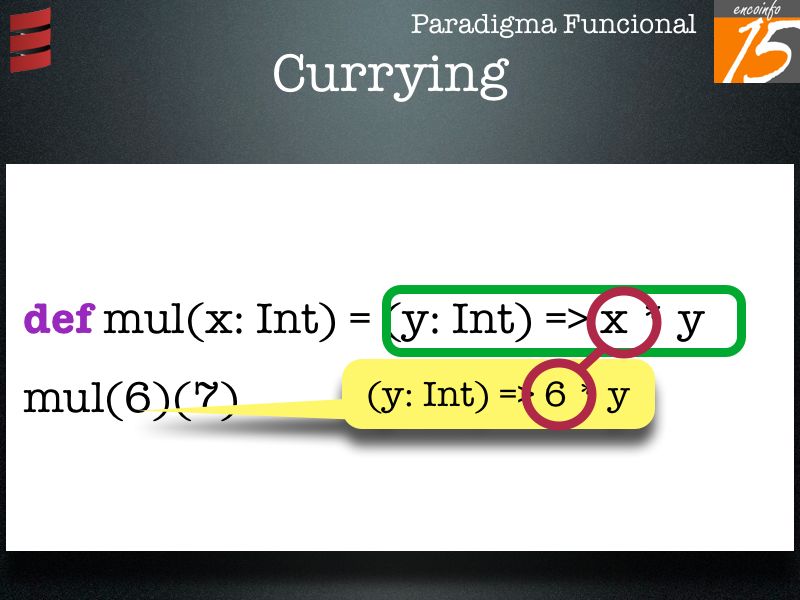 Paradigma Funcional
encoinfo
15
Currying
def mul(x: Int) = (y: Int) => x * y
mul(6)(7)
(y: Int) => 6 * y